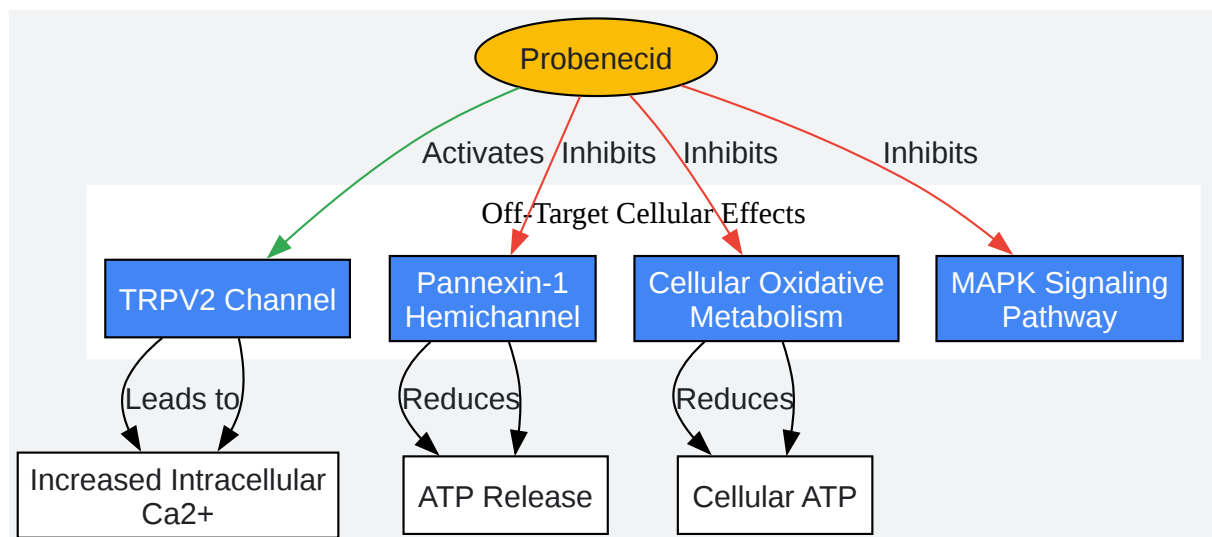 Probenecid
Activates
Inhibits
Inhibits
Inhibits
Off-Target Cellular Effects
TRPV2 Channel
Pannexin-1
Hemichannel
Cellular Oxidative
Metabolism
MAPK Signaling
Pathway
Leads to
Reduces
Reduces
Increased Intracellular
Ca2+
ATP Release
Cellular ATP